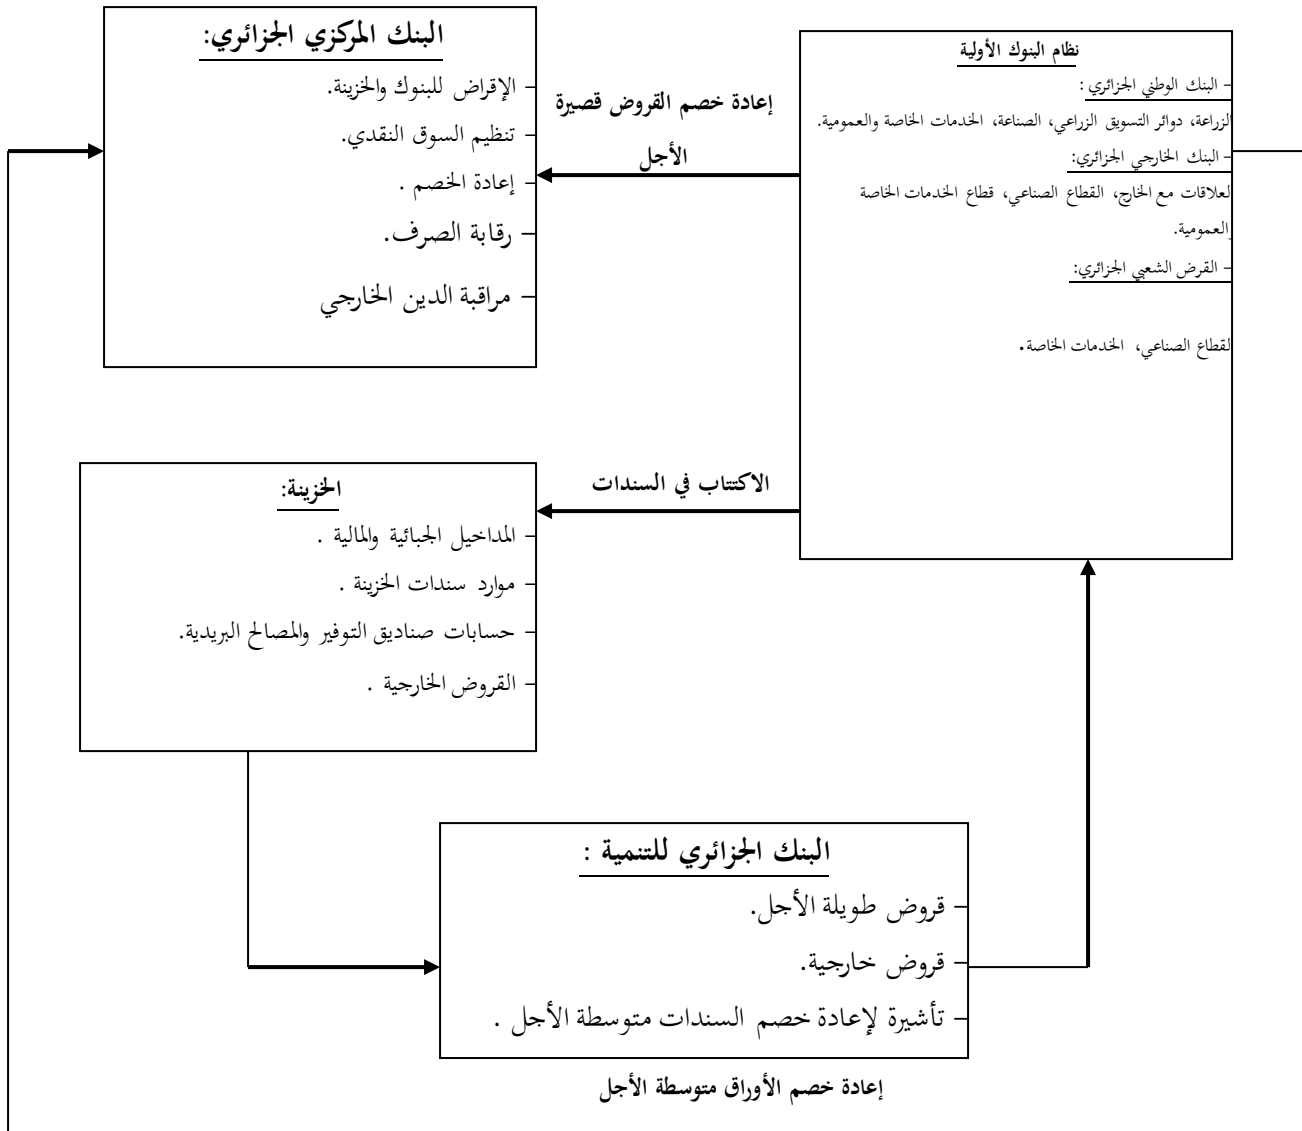 البنك المركزي الجزائري:
– الإقراض للبنوك والخزينة.
– تنظيم السوق النقدي.
– إعادة الخصم .
– رقابة الصرف.
– مراقبة الدين الخارجي
إعادة خصم القروض قصيرة
الأجل
نظام البنوك الأولية
– البنك الوطني الجزائري :
الزراعة، دوائر التسويق الزراعي، الصناعة، الخدمات الخاصة والعمومية.
– البنك الخارجي الجزائري:
العلاقات مع الخارج، القطاع الصناعي، قطاع الخدمات الخاصة
والعمومية.
– القرض الشعبي الجزائري:
القطاع الصناعي، الخدمات الخاصة.
الاكتتاب في السندات
الخزينة:
– المداخيل الجبائية والمالية .
– موارد سندات الخزينة .
– حسابات صناديق التوفير والمصالح البريدية.
– القروض الخارجية .
البنك الجزائري للتنمية :
– قروض طويلة الأجل.
– قروض خارجية.
– تأشيرة لإعادة خصم السندات متوسطة الأجل .
إعادة خصم الأوراق متوسطة الأجل